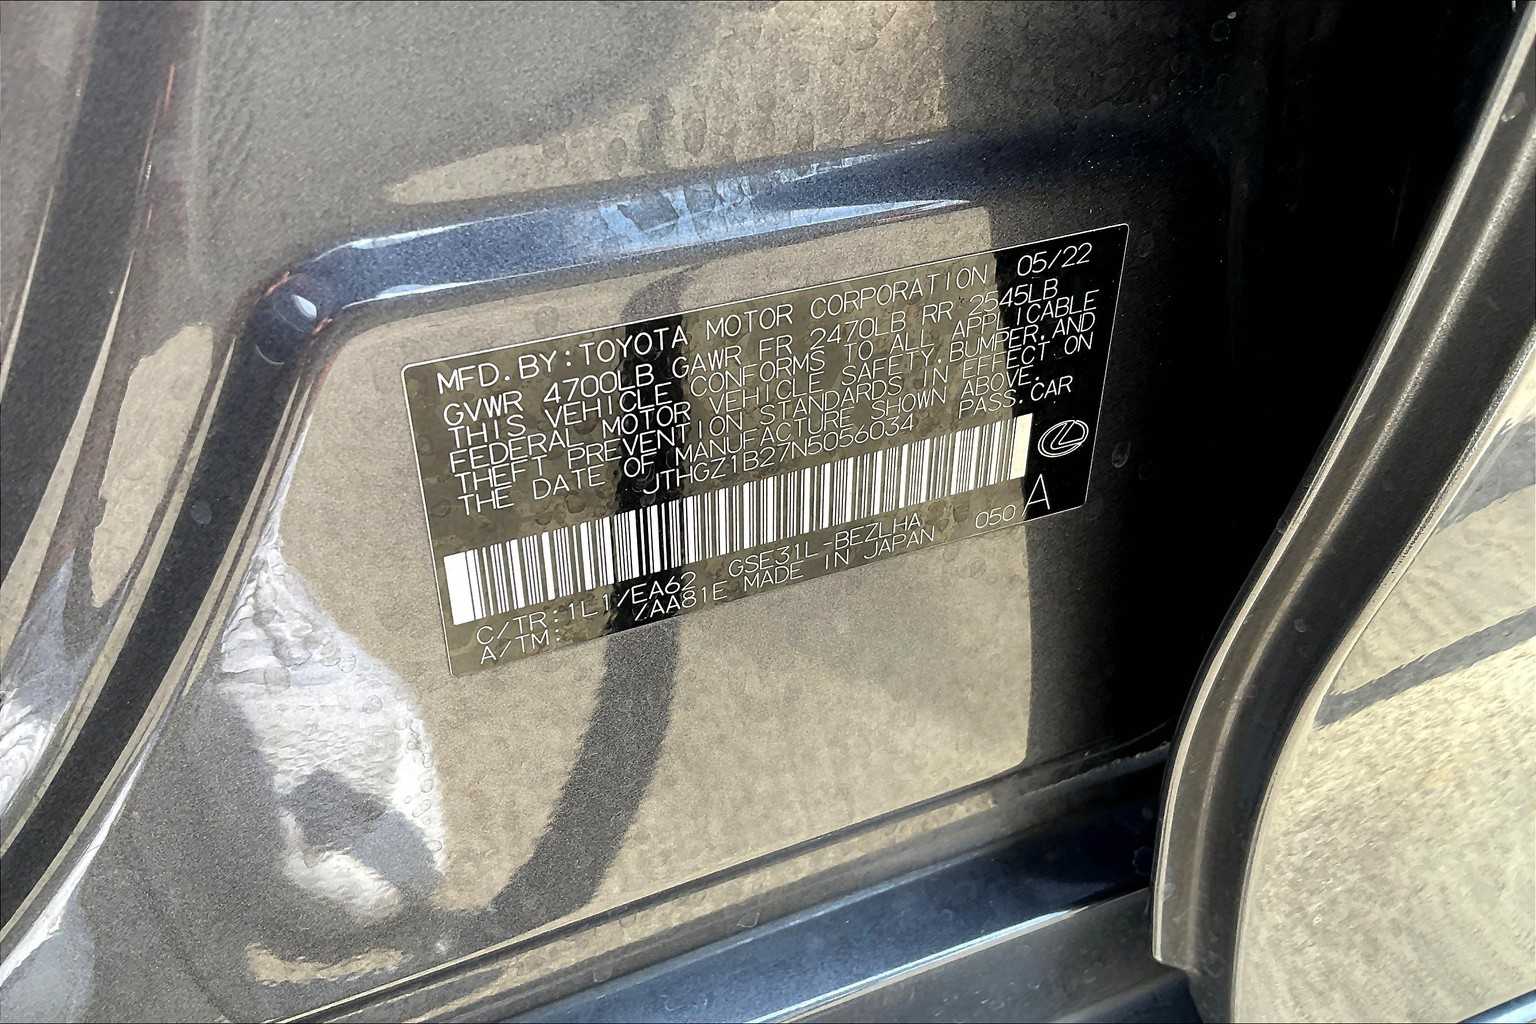 MFD. BY: TOYOTA MOTOR CORPORATION 05/22
GVWR 4700LB GAWR FR 2470LB RR 2545LB
THIS VEHICLE CONFORMS TO ALL APPLICABLE
FEDERAL MOTOR VEHICLE SAFETY, BUMPER, AND
THEFT PREVENTION STANDARDS IN EFFECT ON
THE DATE OF MANUFACTURE SHOWN ABOVE.
JTHGZ1B27N5056034 PASS. CAR
C/TR: 1L1/EA62 GSE31L-BEZLHA 050 A
A/TM: /AA81E MADE IN JAPAN